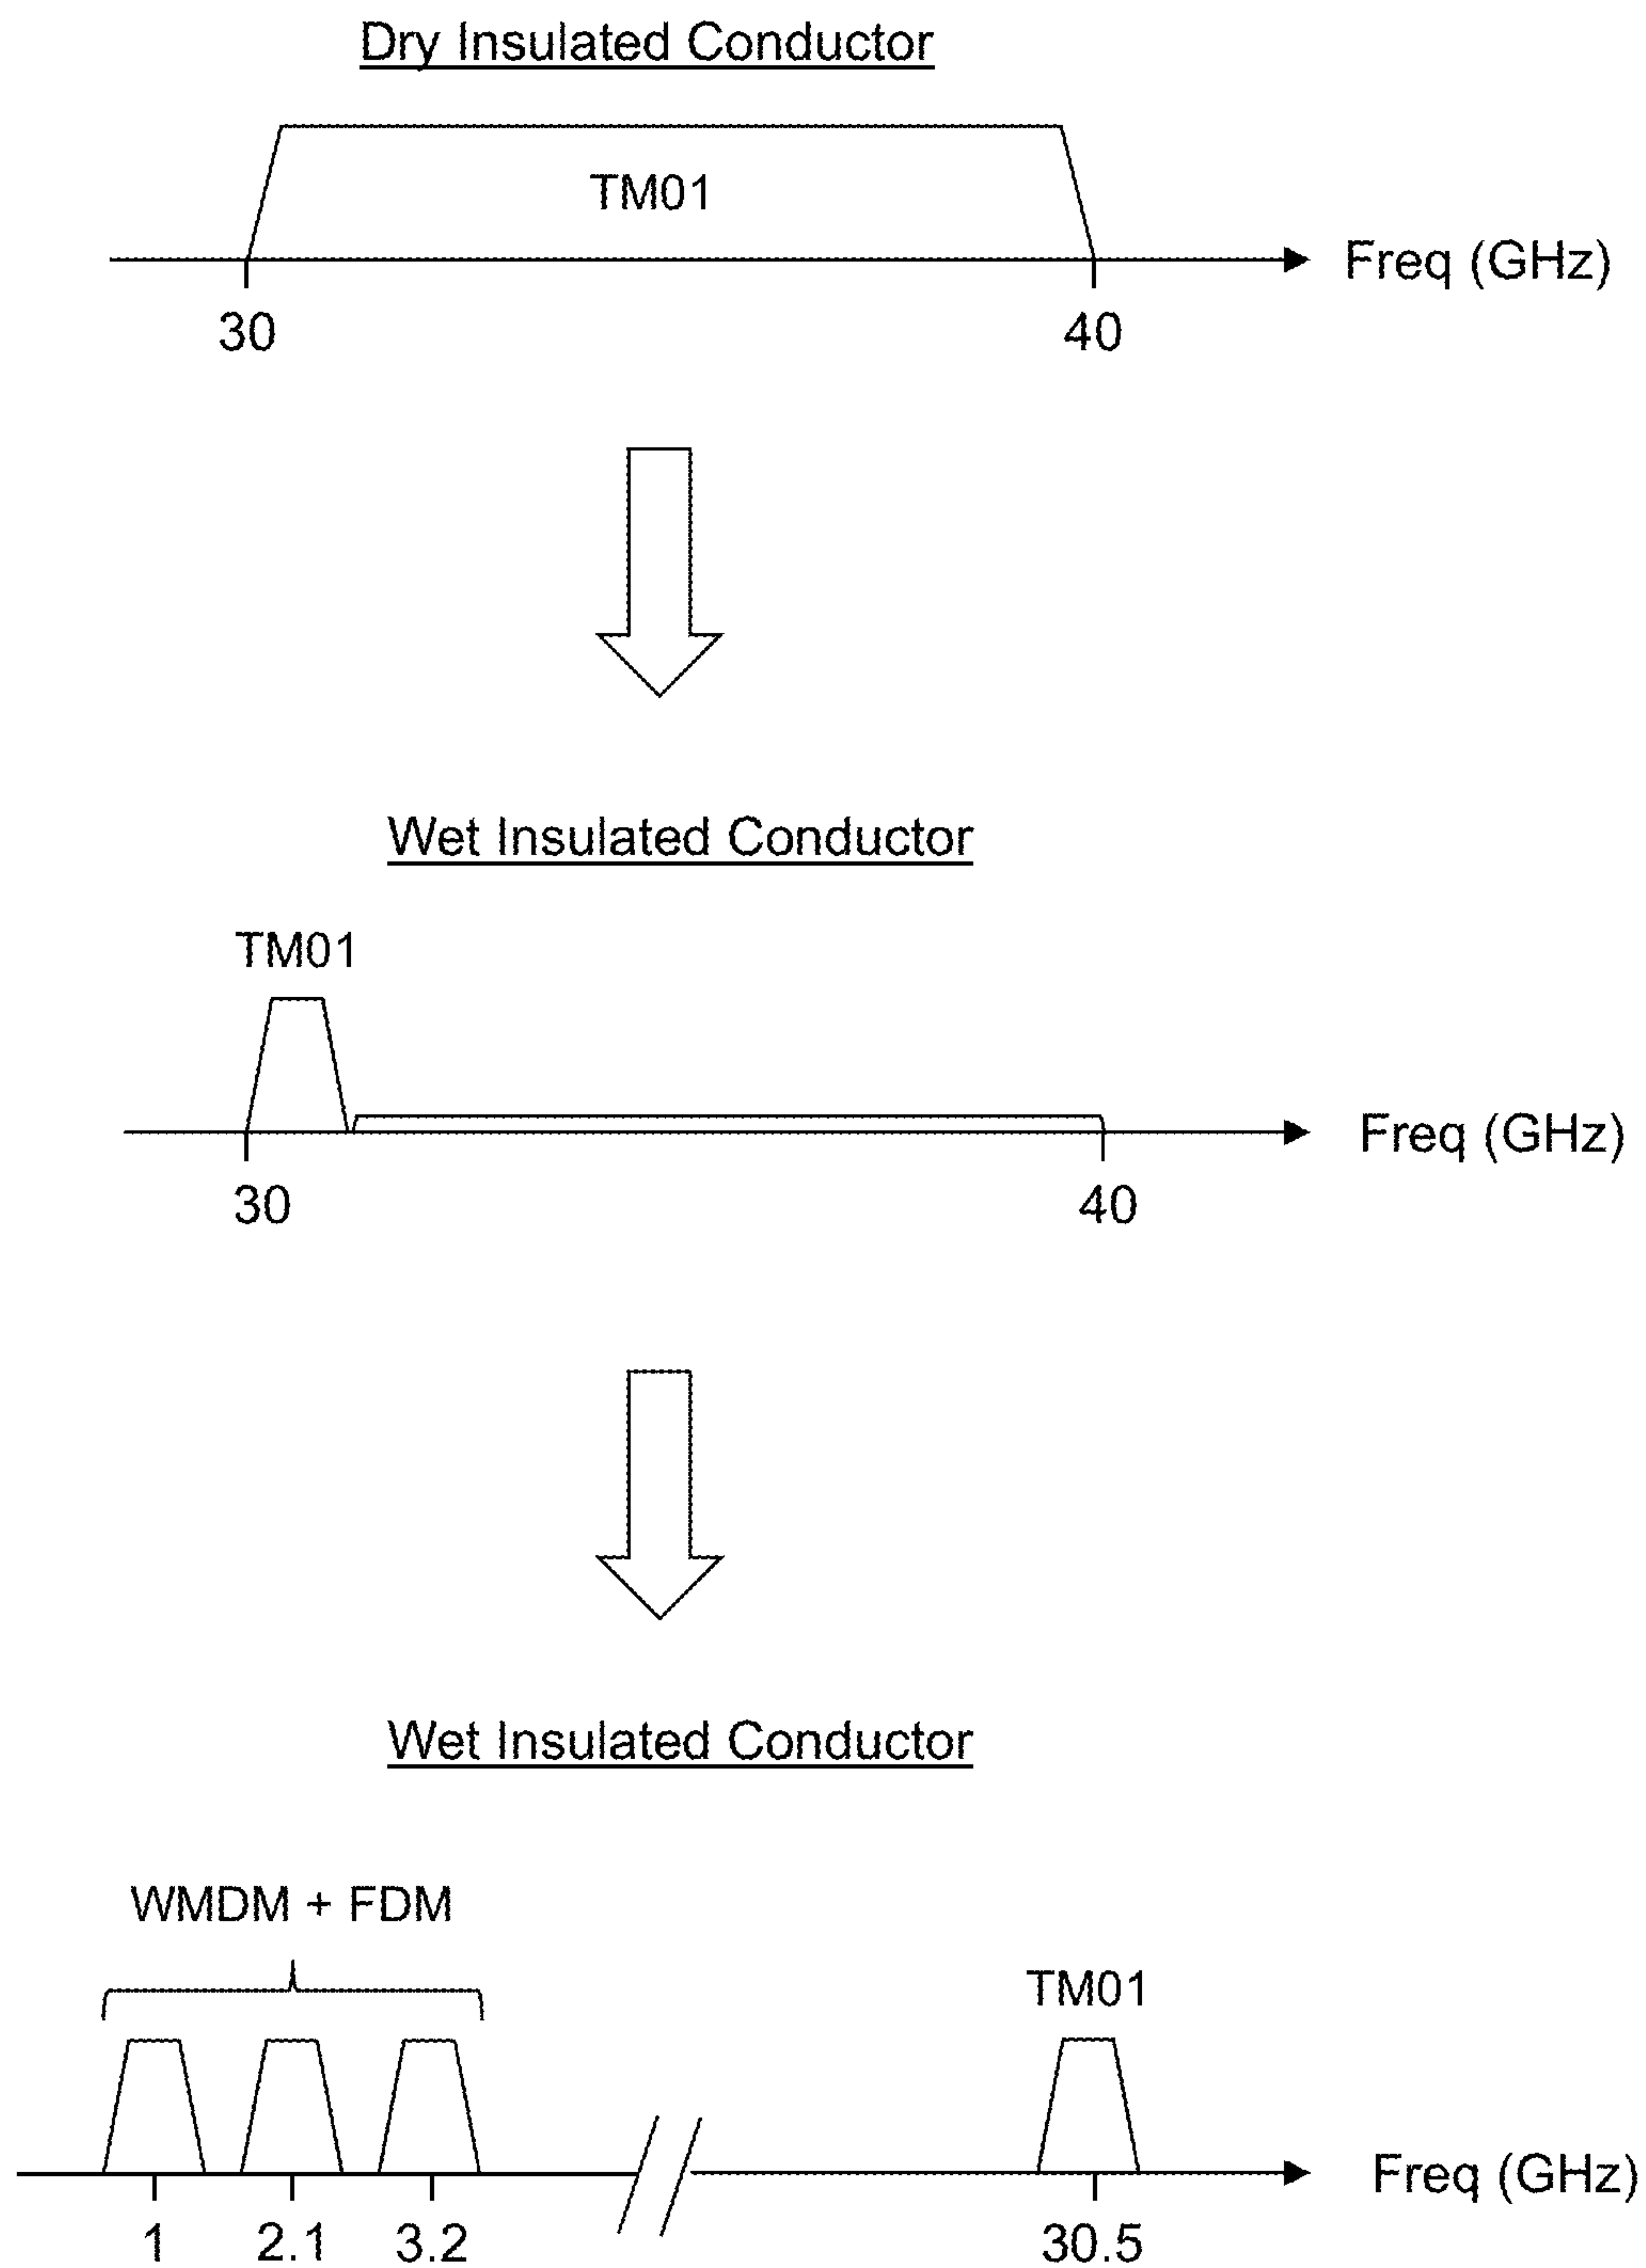 Dry Insulated Conductor
TM01
Freq (GHz)
30 40
Wet Insulated Conductor
TM01
Freq (GHz)
30 40
Wet Insulated Conductor
WMDM + FDM
TM01
Freq (GHz)
1 2.1 3.2 30.5